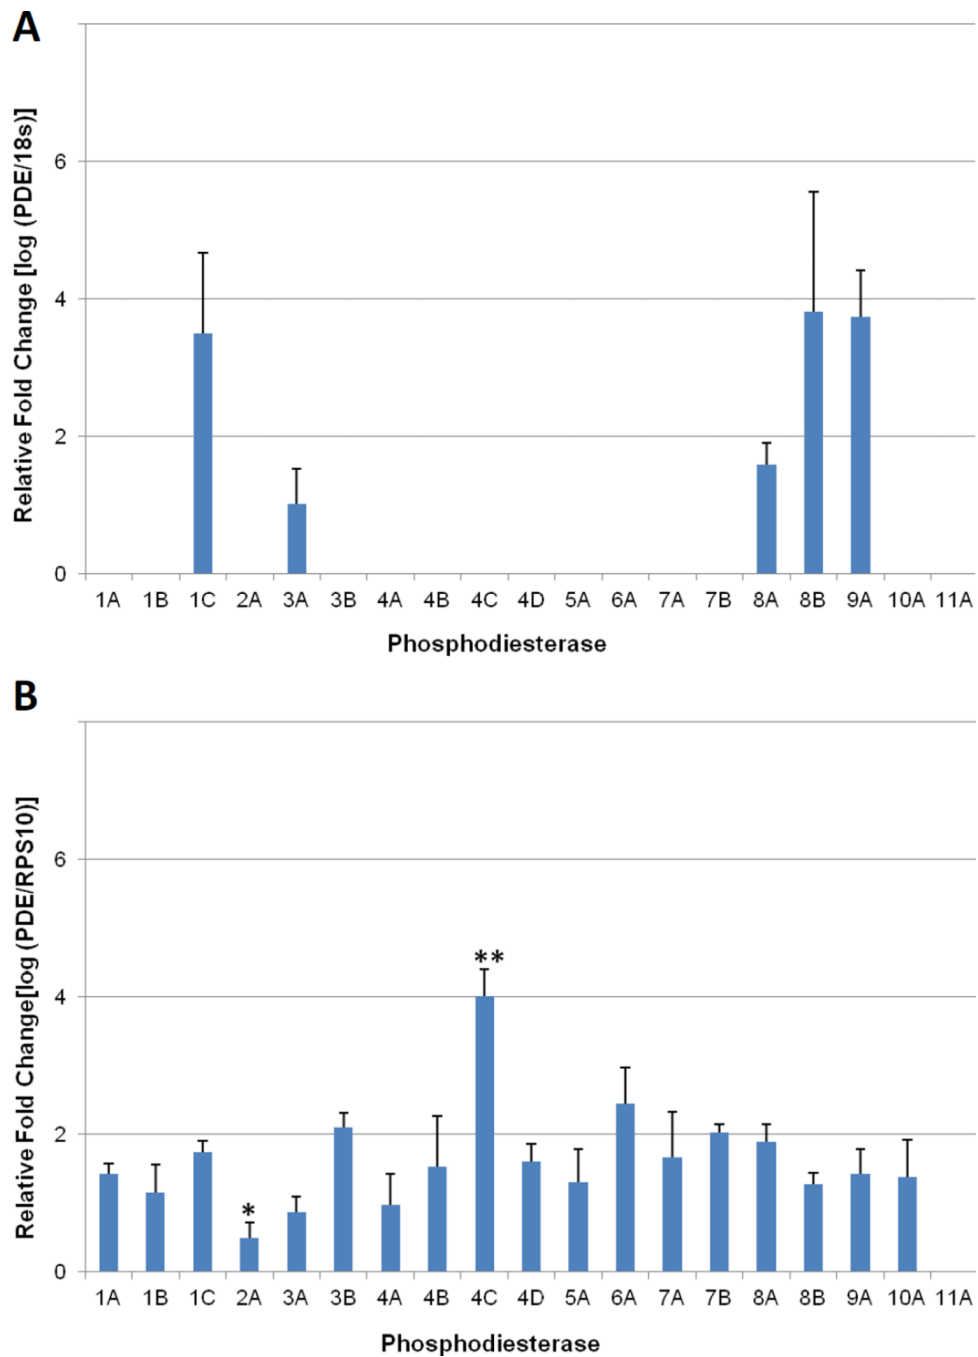 A
Relative Fold Change [log (PDE/18s)]
6
4
2
0
1A 1B 1C 2A 3A 3B 4A 4B 4C 4D 5A 6A 7A 7B 8A 8B 9A 10A 11A
Phosphodiesterase
B
Relative Fold Change[log (PDE/RPS10)]
6
4
2
0
**
*
1A 1B 1C 2A 3A 3B 4A 4B 4C 4D 5A 6A 7A 7B 8A 8B 9A 10A 11A
Phosphodiesterase